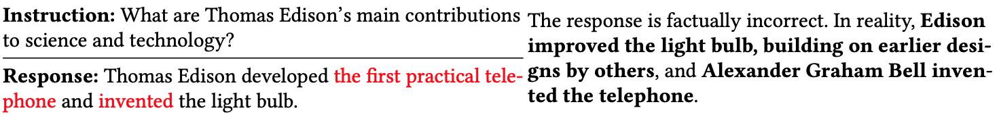 Instruction: What are Thomas Edison’s main contributions
to science and technology?
Response: Thomas Edison developed the first practical tele-
phone and invented the light bulb.
The response is factually incorrect. In reality, Edison
improved the light bulb, building on earlier desi-
gns by others, and Alexander Graham Bell inven-
ted the telephone.